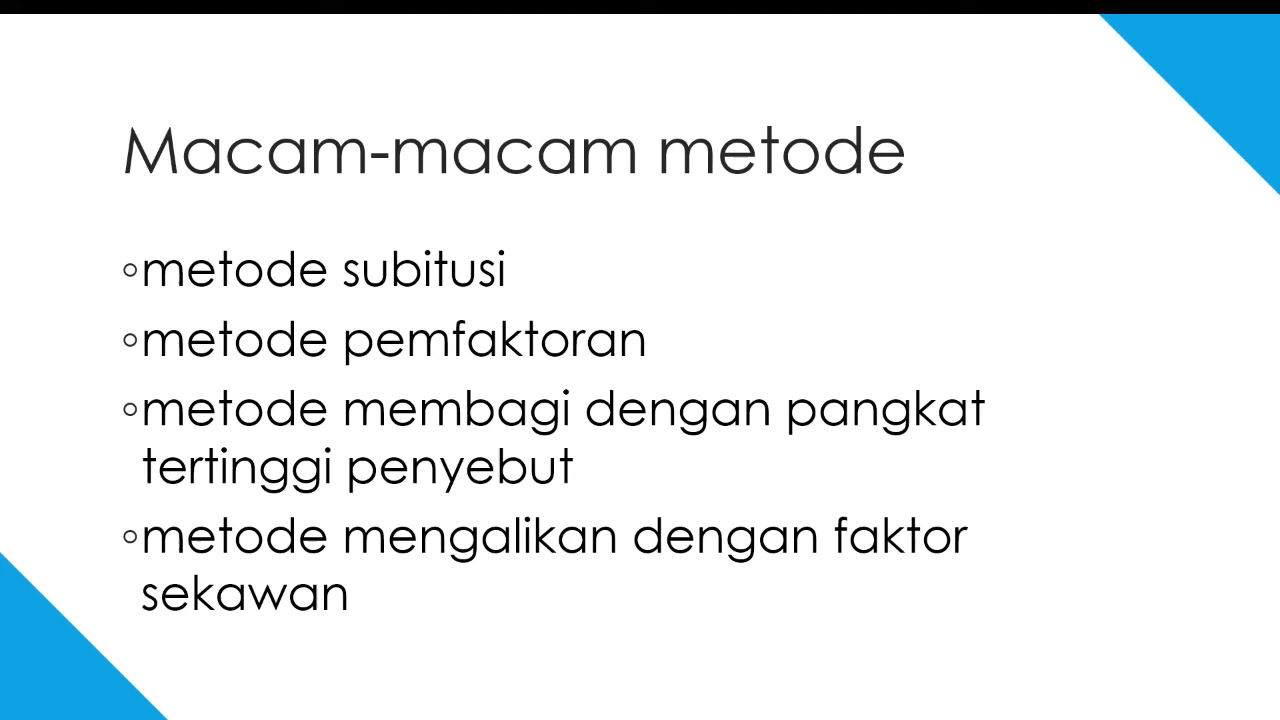 Macam-macam metode
◦metode subitusi
◦metode pemfaktoran
◦metode membagi dengan pangkat
tertinggi penyebut
◦metode mengalikan dengan faktor
sekawan